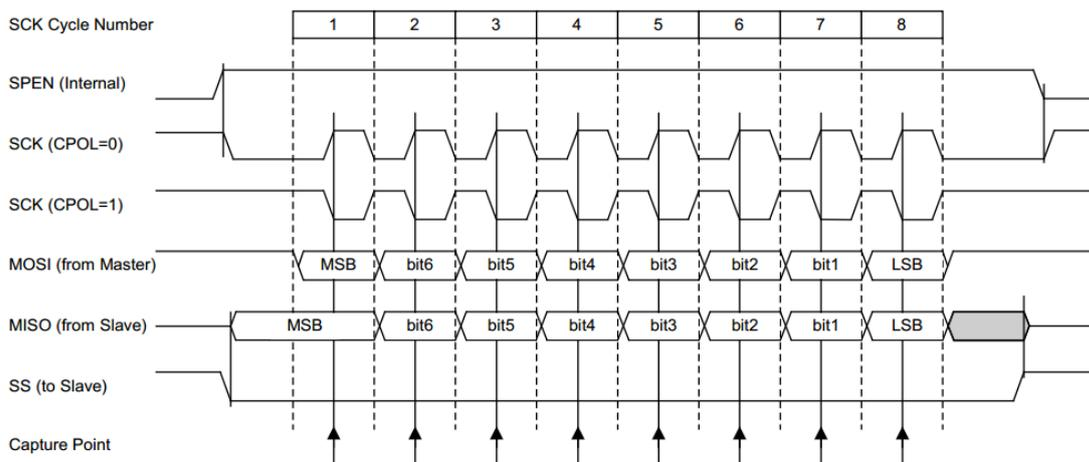 SCK Cycle Number 1 2 3 4 5 6 7 8
SPEN (Internal)
SCK (CPOL=0)
SCK (CPOL=1)
MOSI (from Master) MSB bit6 bit5 bit4 bit3 bit2 bit1 LSB
MISO (from Slave) MSB bit6 bit5 bit4 bit3 bit2 bit1 LSB
SS (to Slave)
Capture Point